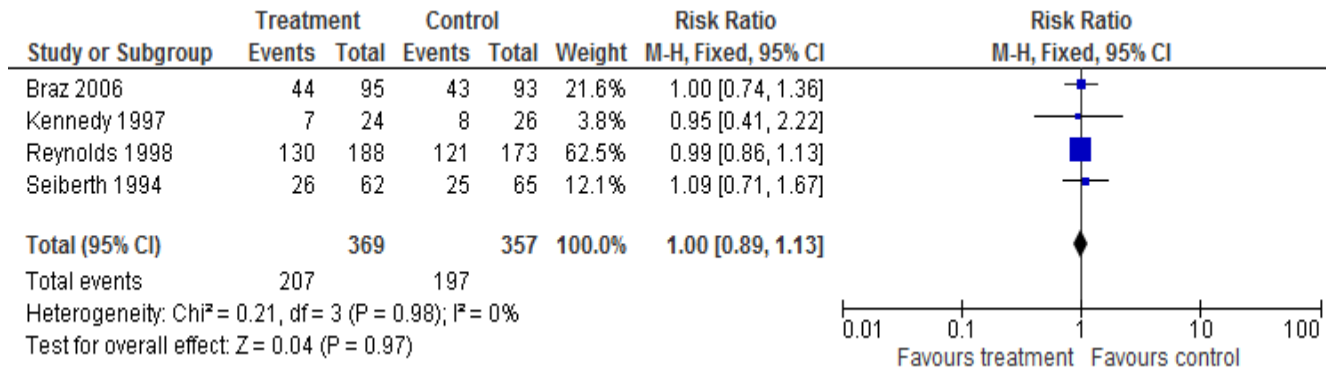 Treatment Control Risk Ratio Risk Ratio
Study or Subgroup Events Total Events Total Weight M-H, Fixed, 95% CI M-H, Fixed, 95% CI
Braz 2006 44 95 43 93 21.6% 1.00 [0.74, 1.36]
Kennedy 1997 7 24 8 26 3.8% 0.95 [0.41, 2.22]
Reynolds 1998 130 188 121 173 62.5% 0.99 [0.86, 1.13]
Seiberth 1994 26 62 25 65 12.1% 1.09 [0.71, 1.67]
Total (95% CI) 369 357 100.0% 1.00 [0.89, 1.13]
Total events 207 197
Heterogeneity: Chi² = 0.21, df = 3 (P = 0.98); I² = 0%
Test for overall effect: Z = 0.04 (P = 0.97)
0.01 0.1 1 10 100
Favours treatment Favours control